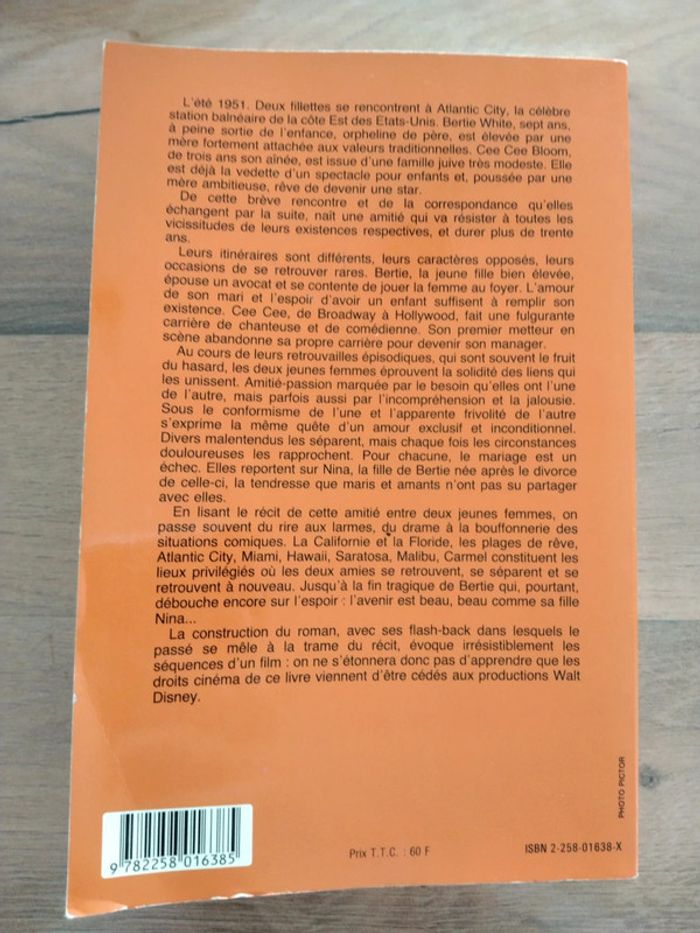 L'été 1951. Deux fillettes se rencontrent à Atlantic City, la célèbre
station balnéaire de la côte Est des Etats-Unis. Bertie White, sept ans,
à peine sortie de l'enfance, orpheline de père, est élevée par une
mère fortement attachée aux valeurs traditionnelles. Cee Cee Bloom,
de trois ans son aînée, est issue d'une famille juive très modeste. Elle
est déjà la vedette d'un spectacle pour enfants et, poussée par une
mère ambitieuse, rêve de devenir une star.
De cette brève rencontre et de la correspondance qu'elles
échangent par la suite, naît une amitié qui va résister à toutes les
vicissitudes de leurs existences respectives, et durer plus de trente
ans.
Leurs itinéraires sont différents, leurs caractères opposés, leurs
occasions de se retrouver rares. Bertie, la jeune fille bien élevée,
épouse un avocat et se contente de jouer la femme au foyer. L'amour
de son mari et l'espoir d'avoir un enfant suffisent à remplir son
existence. Cee Cee, de Broadway à Hollywood, fait une fulgurante
carrière de chanteuse et de comédienne. Son premier metteur en
scène abandonne sa propre carrière pour devenir son manager.
Au cours de leurs retrouvailles épisodiques, qui sont souvent le fruit
du hasard, les deux jeunes femmes éprouvent la solidité des liens qui
les unissent. Amitié-passion marquée par le besoin qu'elles ont l'une
de l'autre, mais parfois aussi par l'incompréhension et la jalousie.
Sous le conformisme de l'une et l'apparente frivolité de l'autre
s'exprime la même quête d'un amour exclusif et inconditionnel.
Divers malentendus les séparent, mais chaque fois les circonstances
douloureuses les rapprochent. Pour chacune, le mariage est un
échec. Elles reportent sur Nina, la fille de Bertie née après le divorce
de celle-ci, la tendresse que maris et amants n'ont pas su partager
avec elles.
En lisant le récit de cette amitié entre deux jeunes femmes, on
passe souvent du rire aux larmes, du drame à la bouffonnerie des
situations comiques. La Californie et la Floride, les plages de rêve,
Atlantic City, Miami, Hawaii, Saratosa, Malibu, Carmel constituent les
lieux privilégiés où les deux amies se retrouvent, se séparent et se
retrouvent à nouveau. Jusqu'à la fin tragique de Bertie qui, pourtant,
débouche encore sur l'espoir : l'avenir est beau, beau comme sa fille
Nina...
La construction du roman, avec ses flash-back dans lesquels le
passé se mêle à la trame du récit, évoque irrésistiblement les
séquences d'un film : on ne s'étonnera donc pas d'apprendre que les
droits cinéma de ce livre viennent d'être cédés aux productions Walt
Disney.
PHOTO PICTOR
9 782258 016385
Prix T.T.C. : 60 F
ISBN 2-258-01638-X